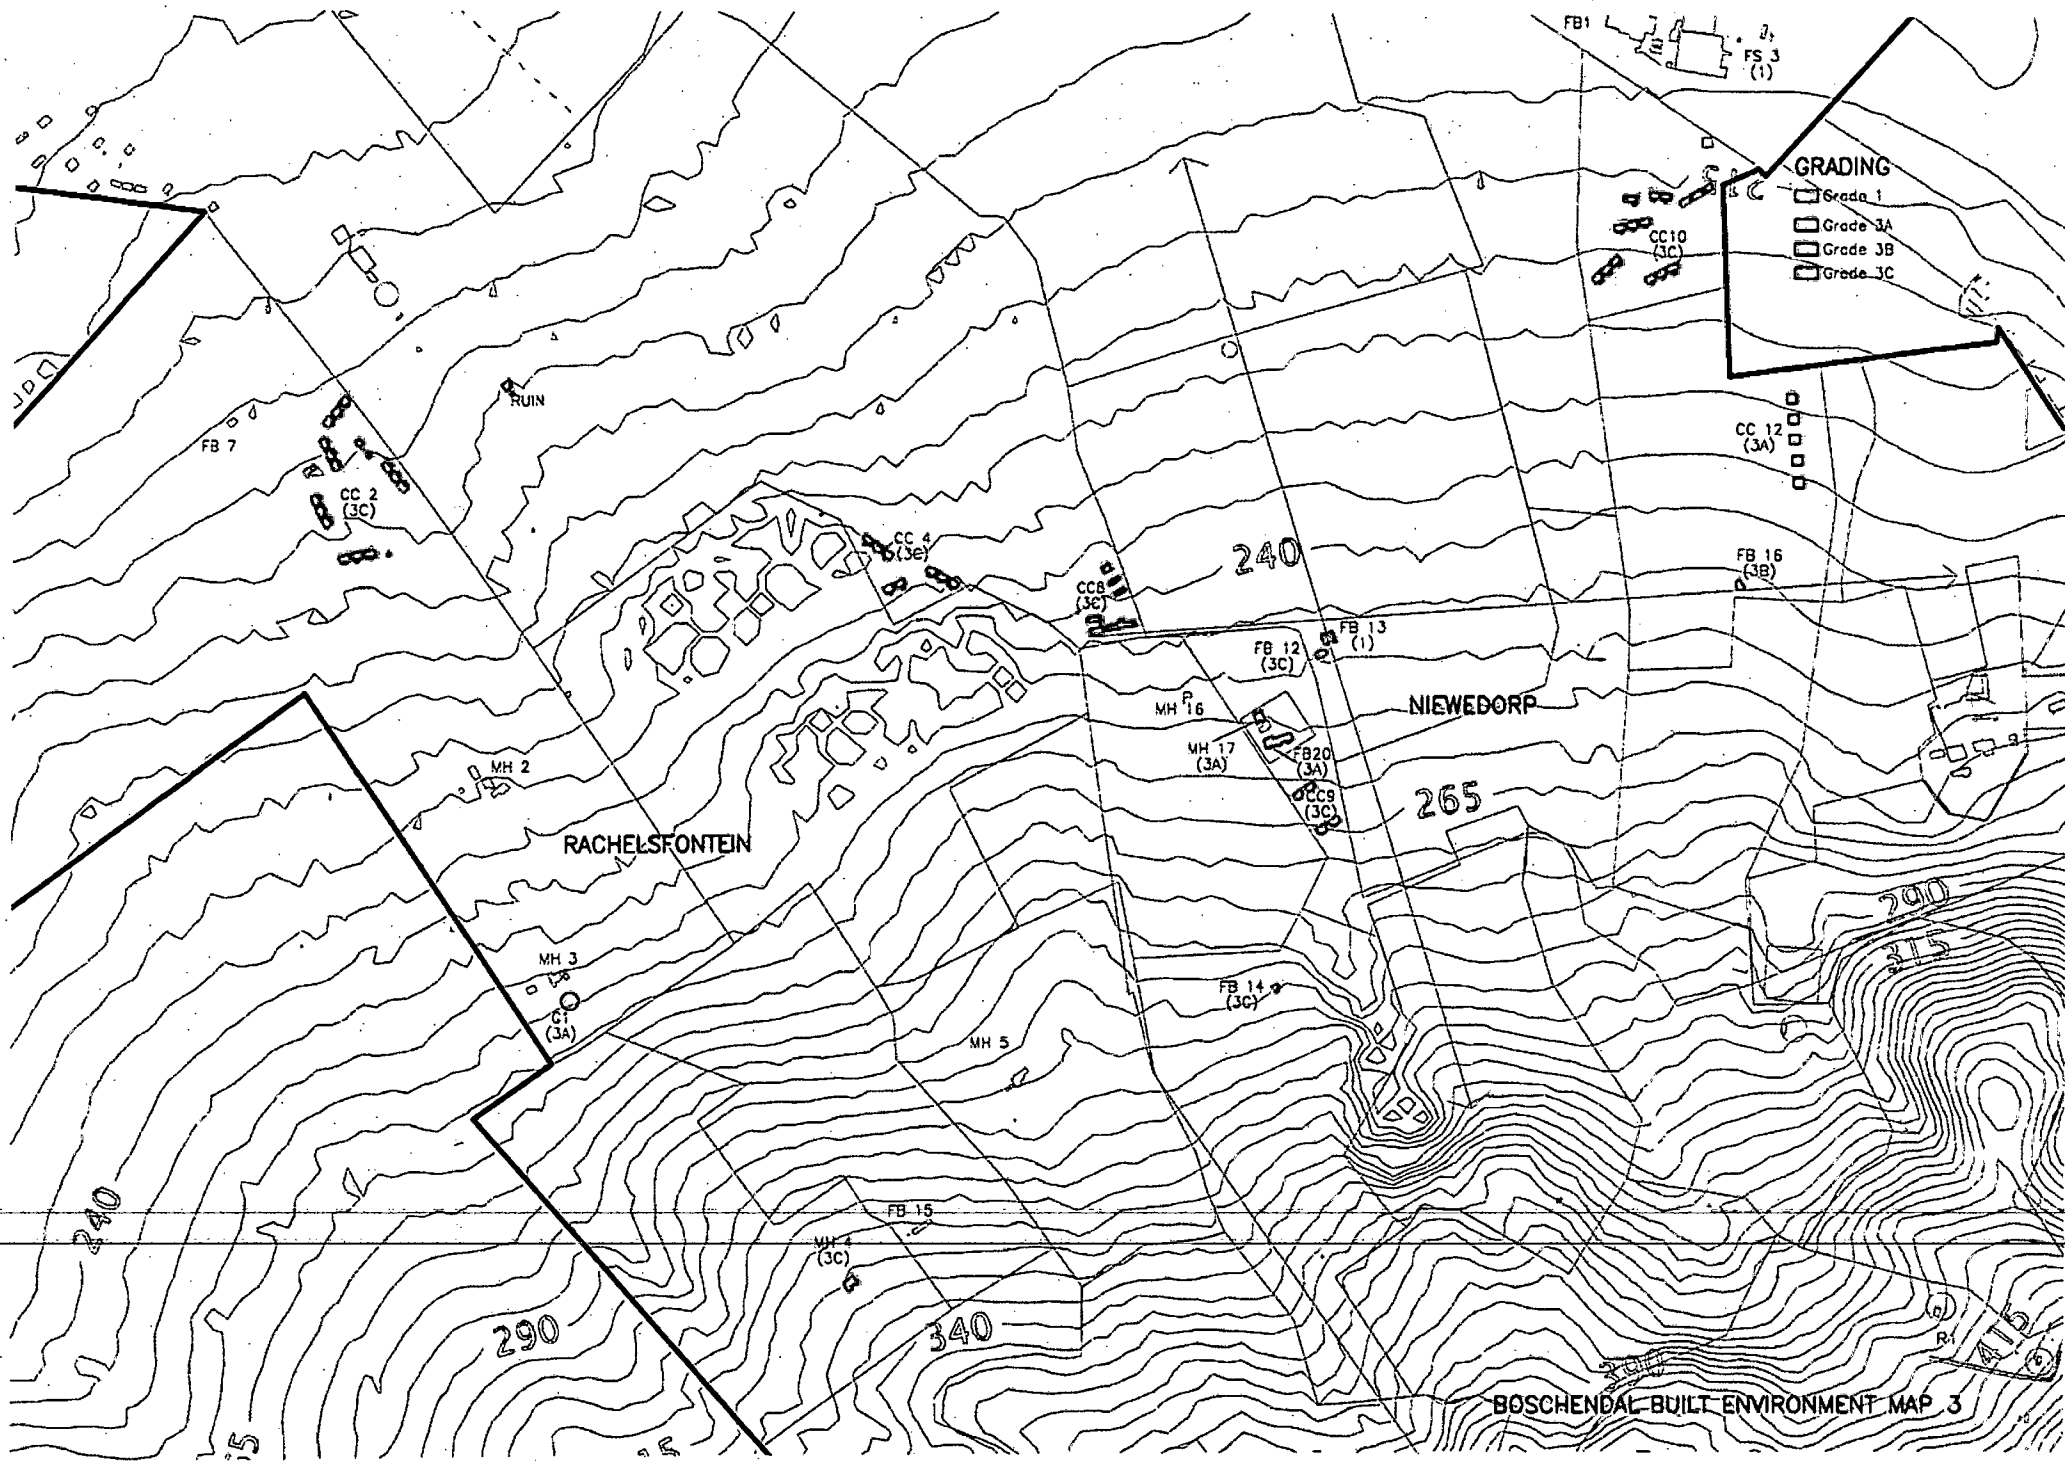 FB1
FS 3
(1)
GRADING
Grade 1
Grade 3A
Grade 3B
Grade 3C
215
CC10
(3C)
RUIN
FB 7
CC 2
(3C)
CC 12
(3A)
CC 4
(3C)
240
FB 16
(3B)
CC8
(3C)
FB 13
(1)
FB 12
(3C)
MH 16
NIEWEDORP
MH 17
(3A)
FB20
(3A)
MH 2
CC9
(3C)
265
RACHELSFONTEIN
290
315
MH 3
G1
(3A)
FB 14
(3C)
MH 5
240
FB 15
MH 4
(3C)
290
340
R1
415
390
BOSCHENDAL BUILT ENVIRONMENT MAP 3